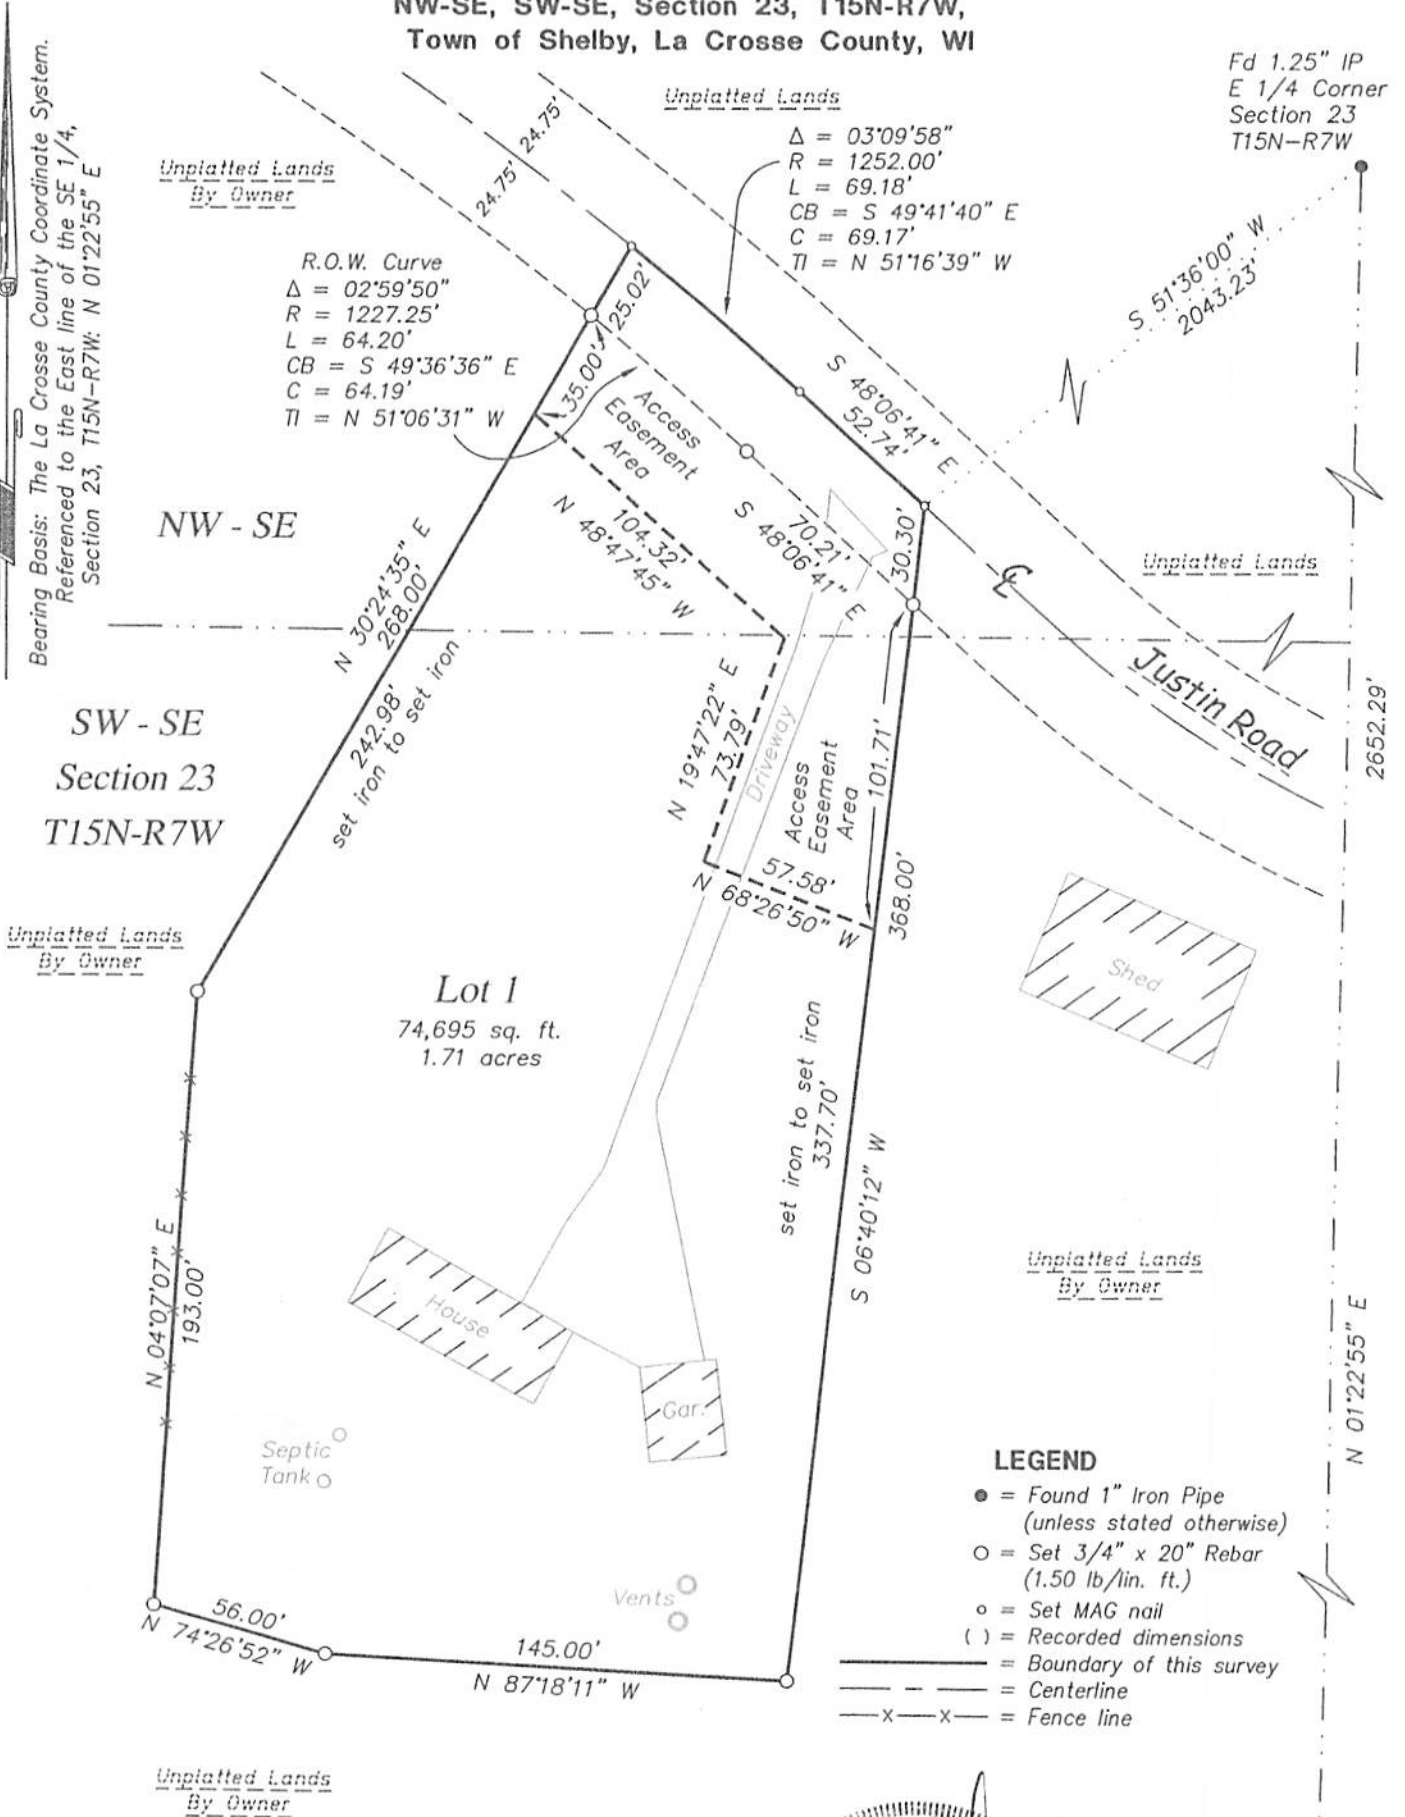 NW-SE, SW-SE, Section 23, T15N-R7W,
Town of Shelby, La Crosse County, WI
Bearing Basis: The La Crosse County Coordinate System.
Referenced to the East line of the SE 1/4,
Section 23, T15N-R7W: N 01°22'55" E
Fd 1.25" IP
E 1/4 Corner
Section 23
T15N-R7W
Unplatted Lands
Δ = 03°09'58"
R = 1252.00'
L = 69.18'
CB = S 49°41'40" E
C = 69.17'
TI = N 51°16'39" W
24.75'
24.75'
Unplatted Lands
By Owner
R.O.W. Curve
Δ = 02°59'50"
R = 1227.25'
L = 64.20'
CB = S 49°36'36" E
C = 64.19'
TI = N 51°06'31" W
25.02'
35.00'
S 51°36'00" W
2043.23'
S 48°06'41" E
52.74'
Access
Easement
Area
104.32'
N 48°47'45" W
70.21'
S 48°06'41" E
30.30'
NW - SE
N 30°24'35" E
268.00'
Unplatted Lands
℄
Justin Road
2652.29'
SW - SE
Section 23
T15N-R7W
242.98'
set iron to set iron
N 19°47'22" E
73.79'
Driveway
Access
Easement
Area
101.71'
57.58'
N 68°26'50" W
368.00'
Unplatted Lands
By Owner
Shed
Lot 1
74,695 sq. ft.
1.71 acres
set iron to set iron
337.70'
S 06°40'12" W
N 04°07'07" E
193.00'
House
Gar.
Unplatted Lands
By Owner
N 01°22'55" E
Septic
Tank
Vents
56.00'
N 74°26'52" W
145.00'
N 87°18'11" W
LEGEND
● = Found 1" Iron Pipe
(unless stated otherwise)
○ = Set 3/4" x 20" Rebar
(1.50 lb/lin. ft.)
o = Set MAG nail
( ) = Recorded dimensions
= Boundary of this survey
= Centerline
—x—x— = Fence line
Unplatted Lands
By Owner